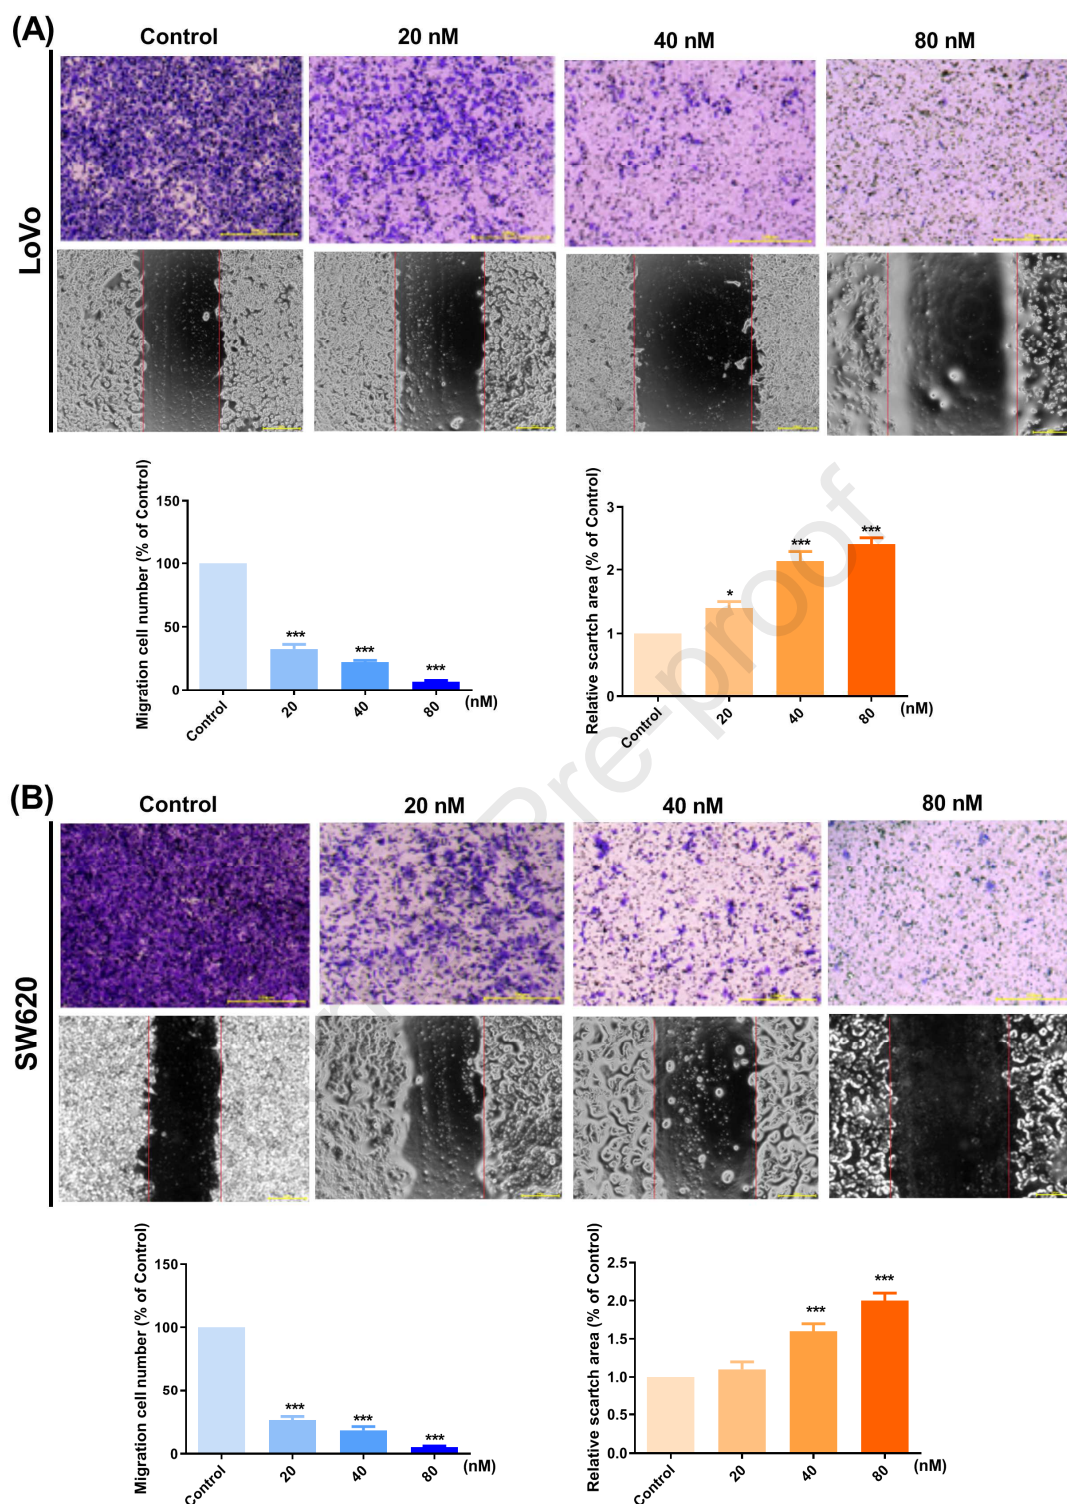 (A)
Control 20 nM 40 nM 80 nM
LoVo
Migration cell number (% of Control)
150
100
50
0
***
***
***
Control 20 40 80 (nM)
Relative scartch area (% of Control)
3
2
1
0
*
***
***
Control 20 40 80 (nM)
Pre-proof
(B)
Control 20 nM 40 nM 80 nM
SW620
Migration cell number (% of Control)
150
100
50
0
***
***
***
Control 20 40 80 (nM)
Relative scartch area (% of Control)
2.5
2.0
1.5
1.0
0.5
0.0
***
***
Control 20 40 80 (nM)